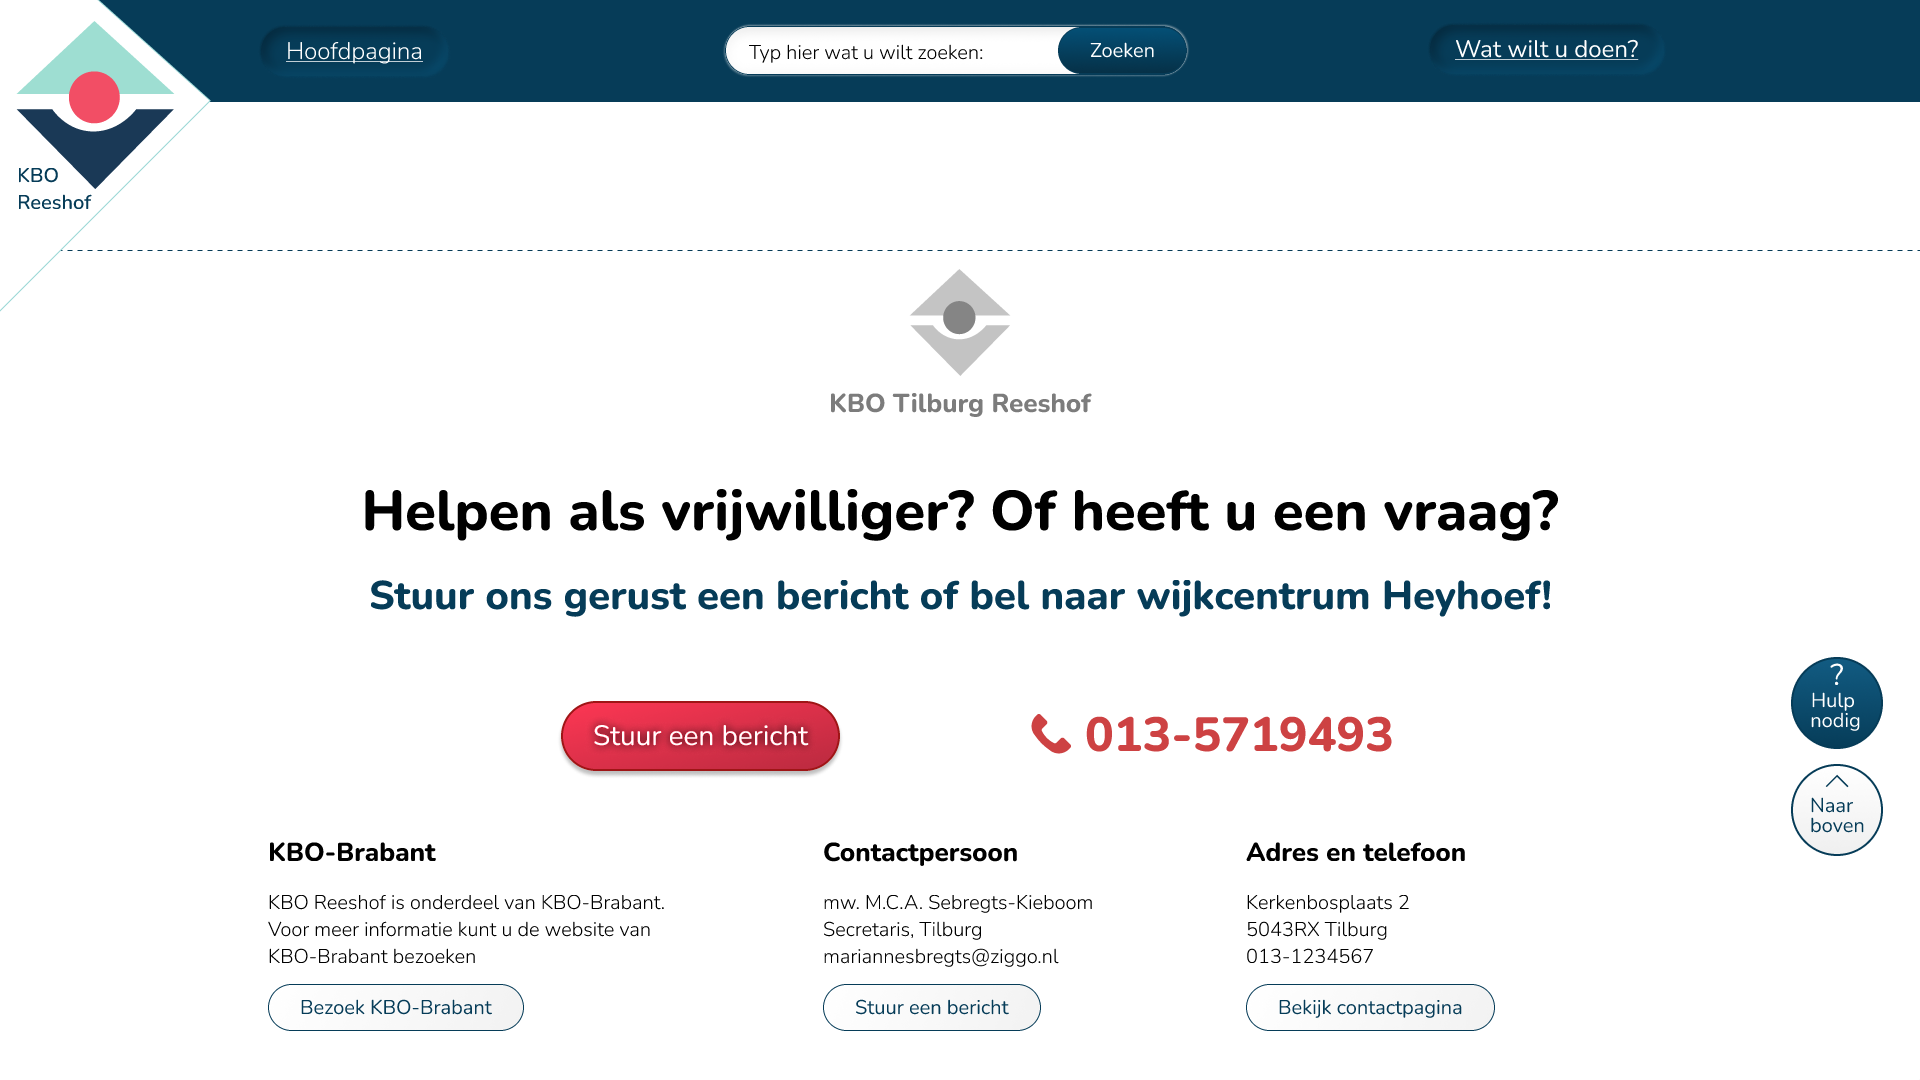 Hoofdpagina
Typ hier wat u wilt zoeken:
Zoeken
Wat wilt u doen?
KBO
Reeshof
KBO Tilburg Reeshof
Helpen als vrijwilliger? Of heeft u een vraag?
Stuur ons gerust een bericht of bel naar wijkcentrum Heyhoef!
Stuur een bericht
013-5719493
?
Hulp
nodig
Naar
boven
KBO-Brabant
KBO Reeshof is onderdeel van KBO-Brabant.
Voor meer informatie kunt u de website van
KBO-Brabant bezoeken
Bezoek KBO-Brabant
Contactpersoon
mw. M.C.A. Sebregts-Kieboom
Secretaris, Tilburg
mariannesbregts@ziggo.nl
Stuur een bericht
Adres en telefoon
Kerkenbosplaats 2
5043RX Tilburg
013-1234567
Bekijk contactpagina